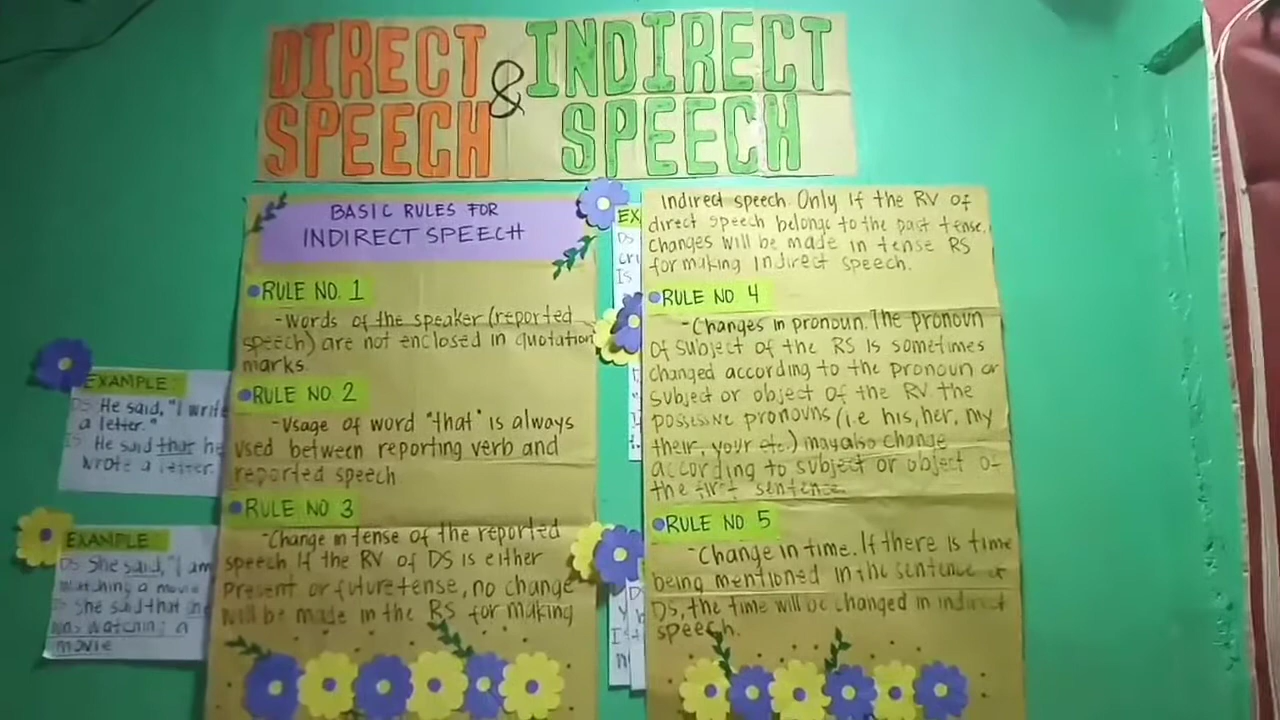 DIRECT SPEECH & INDIRECT SPEECH
BASIC RULES FOR
INDIRECT SPEECH
RULE NO. 1
-Words of the speaker (reported
speech) are not enclosed in quotation
marks.
RULE NO. 2
-Usage of word "that" is always
used between reporting verb and
reported speech
RULE NO. 3
-Change in tense of the reported
speech If the RV of DS is either
Present or future tense, no change
will be made in the RS for making
Indirect speech. Only if the RV of
direct speech belong to the past tense,
Changes will be made in tense RS
for making Indirect speech.
RULE NO 4
-Changes in pronoun. The pronoun
of subject of the RS is sometimes
changed according to the pronoun or
subject or object of the RV the
possessive pronouns (i.e his, her, my
their, your etc.) may also change
according to subject or object o
the first sentence
RULE NO 5
-Change in time. If there is time
being mentioned in the sentence of
DS, the time will be changed in indirect
speech.
EXAMPLE:
DS: He said, "I write
a letter."
IS: He said that he
wrote a letter.
EXAMPLE:
DS: She said, "I am
watching a movie
She said that she
was watching a
movie
EX
DS
cri
Is